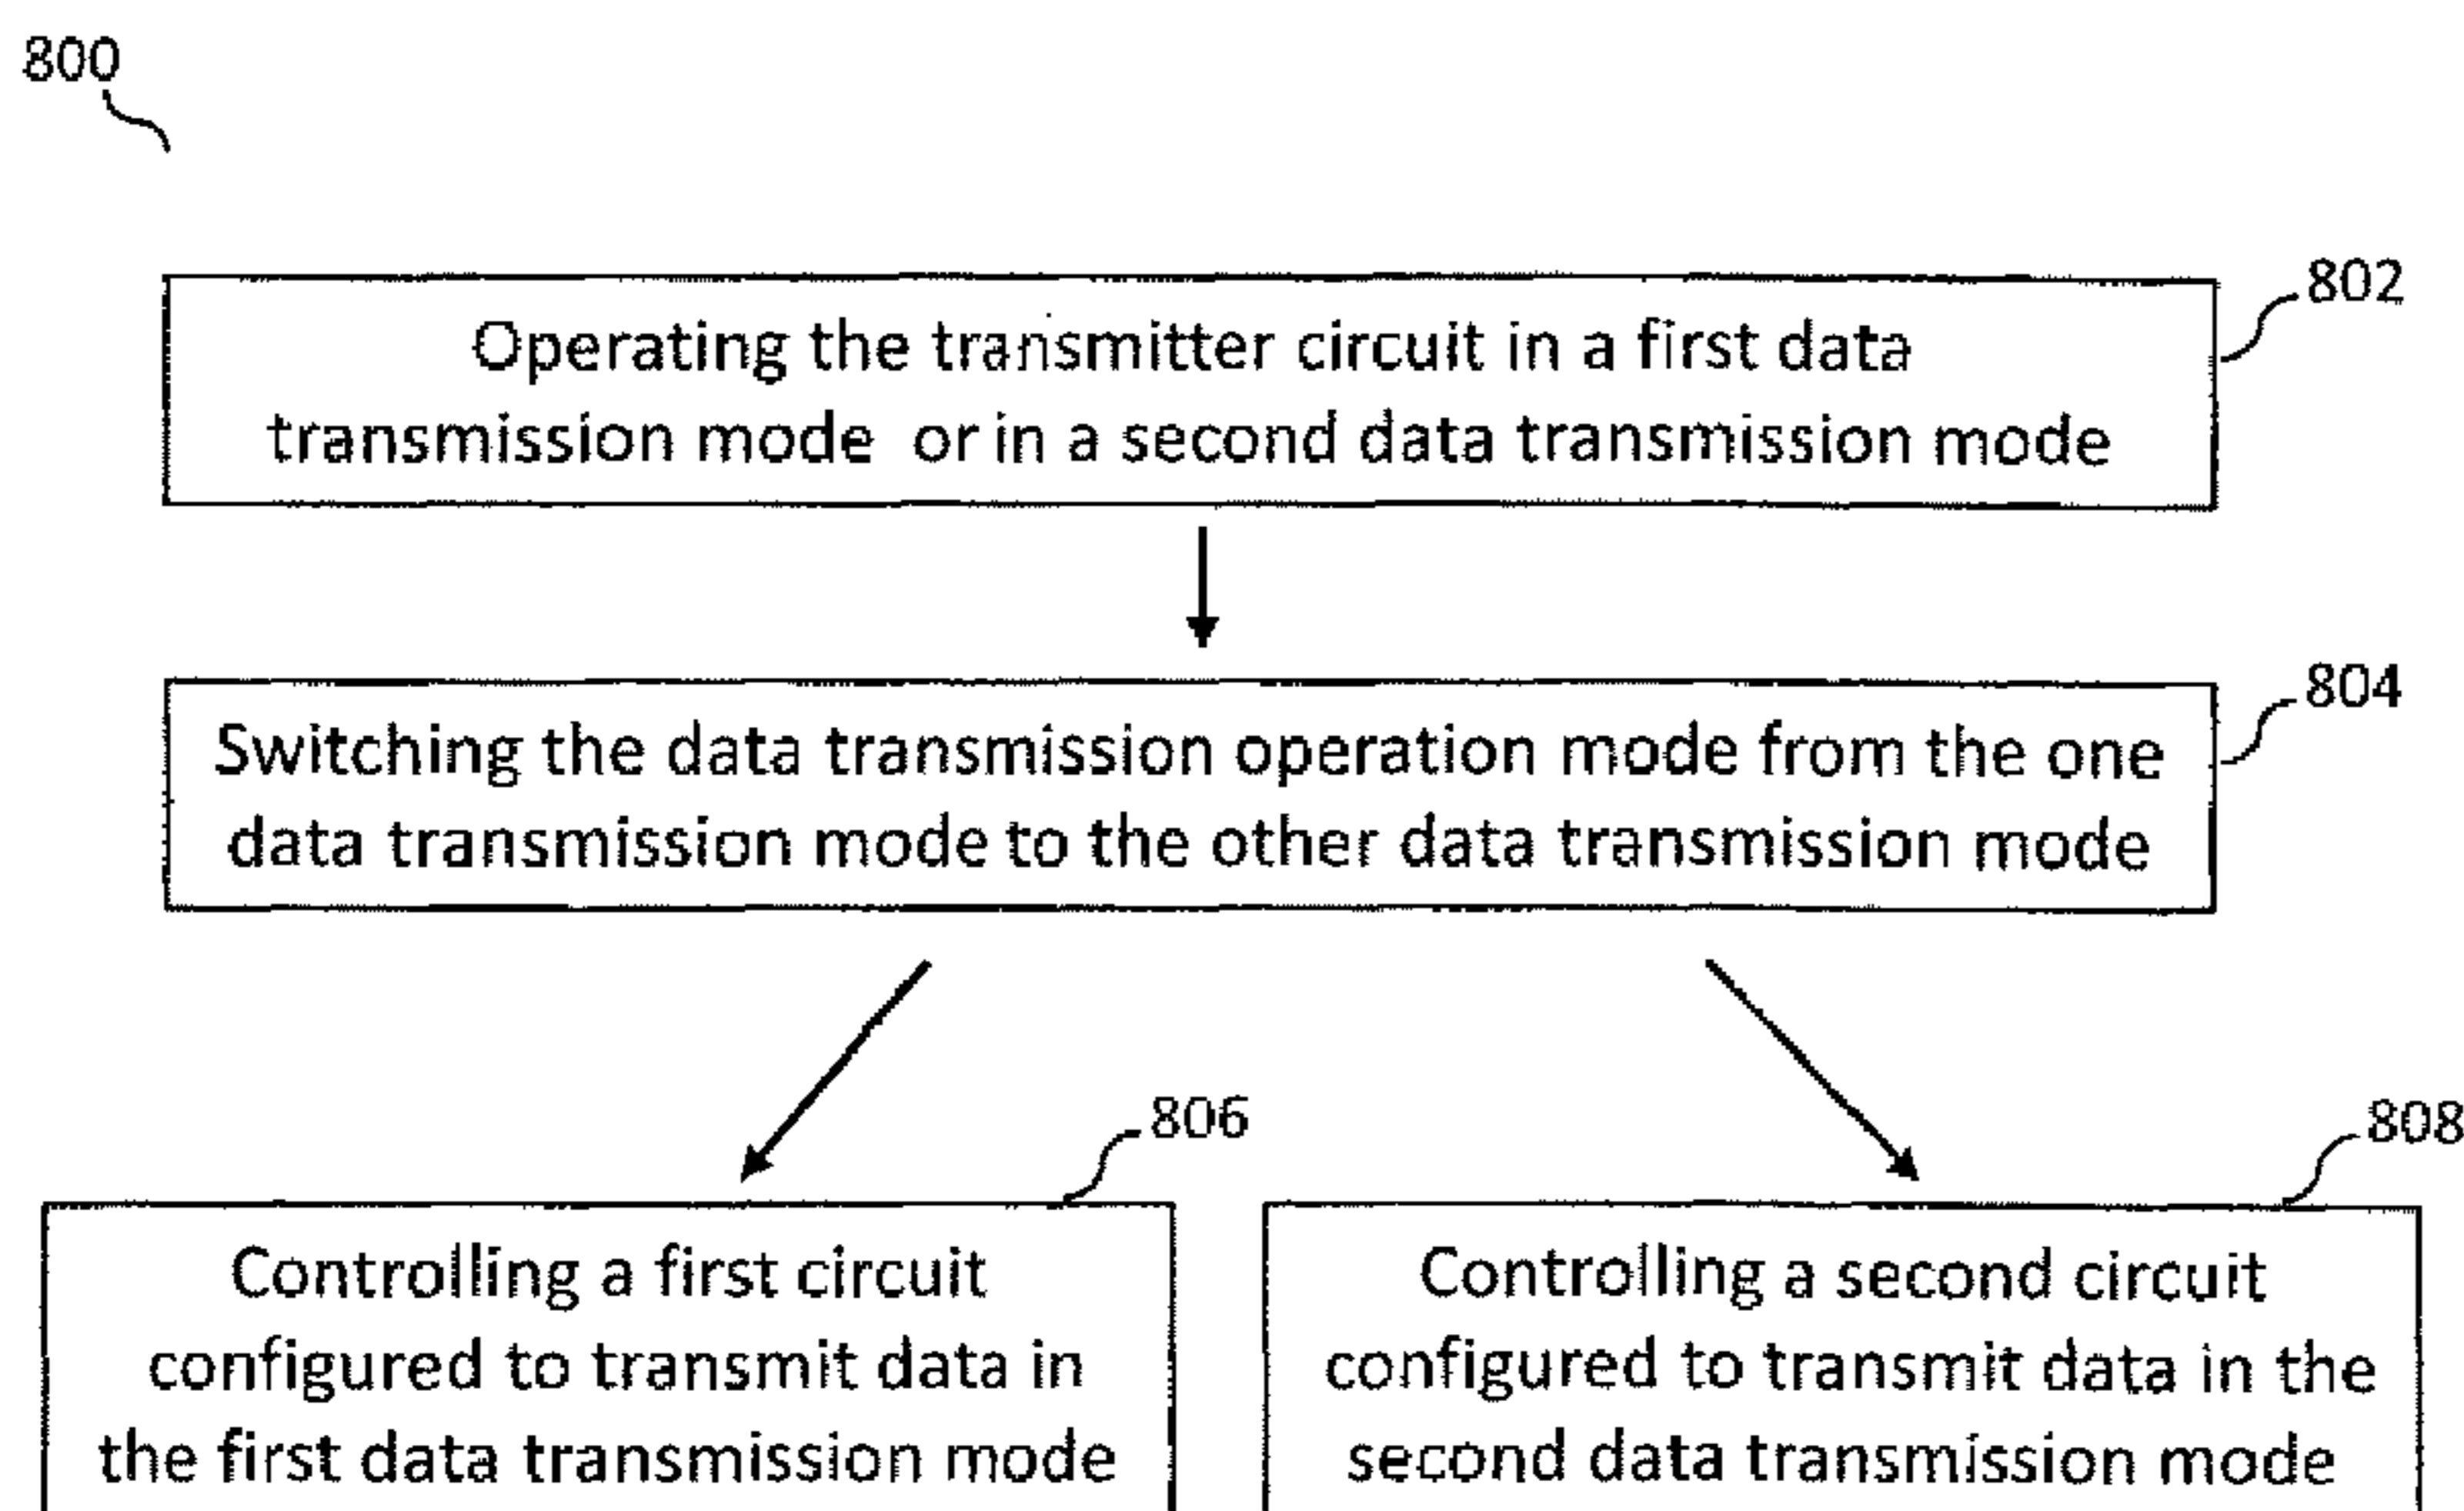 800
802
Operating the transmitter circuit in a first data
transmission mode or in a second data transmission mode
804
Switching the data transmission operation mode from the one
data transmission mode to the other data transmission mode
806
Controlling a first circuit
configured to transmit data in
the first data transmission mode
808
Controlling a second circuit
configured to transmit data in the
second data transmission mode